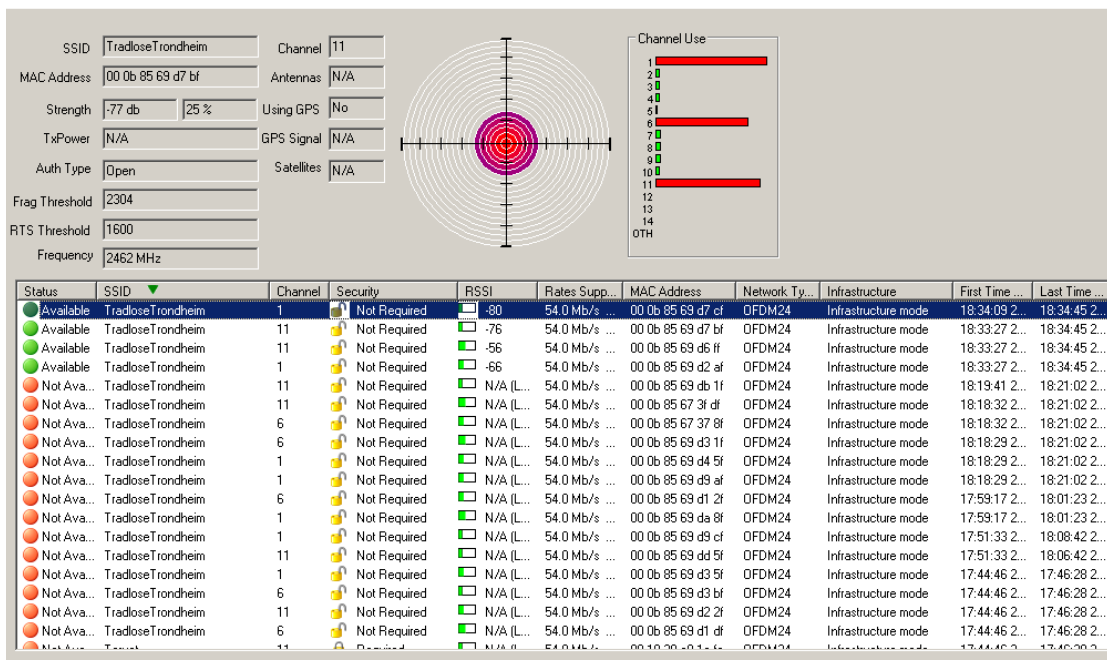 SSID TradloseTrondheim Channel 11 Channel Use
MAC Address 00 0b 85 69 d7 bf Antennas N/A
Strength -77 db 25 % Using GPS No
TxPower N/A GPS Signal N/A
Auth Type Open Satellites N/A
Frag Threshold 2304
RTS Threshold 1600
Frequency 2462 MHz
1
2
3
4
5
6
7
8
9
10
11
12
13
14
OTH
Status SSID Channel Security RSSI Rates Supp... MAC Address Network Ty... Infrastructure First Time ... Last Time ...
Available TradloseTrondheim 1 Not Required -80 54.0 Mb/s ... 00 0b 85 69 d7 cf OFDM24 Infrastructure mode 18:34:09 2... 18:34:45 2...
Available TradloseTrondheim 11 Not Required -76 54.0 Mb/s ... 00 0b 85 69 d7 bf OFDM24 Infrastructure mode 18:33:27 2... 18:34:45 2...
Available TradloseTrondheim 11 Not Required -56 54.0 Mb/s ... 00 0b 85 69 d6 ff OFDM24 Infrastructure mode 18:33:27 2... 18:34:45 2...
Available TradloseTrondheim 1 Not Required -66 54.0 Mb/s ... 00 0b 85 69 d2 af OFDM24 Infrastructure mode 18:33:27 2... 18:34:45 2...
Not Ava... TradloseTrondheim 11 Not Required N/A (L... 54.0 Mb/s ... 00 0b 85 69 db 1f OFDM24 Infrastructure mode 18:19:41 2... 18:21:02 2...
Not Ava... TradloseTrondheim 11 Not Required N/A (L... 54.0 Mb/s ... 00 0b 85 67 3f df OFDM24 Infrastructure mode 18:18:32 2... 18:21:02 2...
Not Ava... TradloseTrondheim 6 Not Required N/A (L... 54.0 Mb/s ... 00 0b 85 67 37 8f OFDM24 Infrastructure mode 18:18:32 2... 18:21:02 2...
Not Ava... TradloseTrondheim 6 Not Required N/A (L... 54.0 Mb/s ... 00 0b 85 69 d3 1f OFDM24 Infrastructure mode 18:18:29 2... 18:21:02 2...
Not Ava... TradloseTrondheim 1 Not Required N/A (L... 54.0 Mb/s ... 00 0b 85 69 d4 5f OFDM24 Infrastructure mode 18:18:29 2... 18:21:02 2...
Not Ava... TradloseTrondheim 1 Not Required N/A (L... 54.0 Mb/s ... 00 0b 85 69 d9 af OFDM24 Infrastructure mode 18:18:29 2... 18:21:02 2...
Not Ava... TradloseTrondheim 6 Not Required N/A (L... 54.0 Mb/s ... 00 0b 85 69 d1 2f OFDM24 Infrastructure mode 17:59:17 2... 18:01:23 2...
Not Ava... TradloseTrondheim 1 Not Required N/A (L... 54.0 Mb/s ... 00 0b 85 69 da 8f OFDM24 Infrastructure mode 17:59:17 2... 18:01:23 2...
Not Ava... TradloseTrondheim 1 Not Required N/A (L... 54.0 Mb/s ... 00 0b 85 69 d9 cf OFDM24 Infrastructure mode 17:51:33 2... 18:08:42 2...
Not Ava... TradloseTrondheim 11 Not Required N/A (L... 54.0 Mb/s ... 00 0b 85 69 dd 5f OFDM24 Infrastructure mode 17:51:33 2... 18:06:42 2...
Not Ava... TradloseTrondheim 1 Not Required N/A (L... 54.0 Mb/s ... 00 0b 85 69 d3 5f OFDM24 Infrastructure mode 17:44:46 2... 17:46:28 2...
Not Ava... TradloseTrondheim 6 Not Required N/A (L... 54.0 Mb/s ... 00 0b 85 69 d3 bf OFDM24 Infrastructure mode 17:44:46 2... 17:46:28 2...
Not Ava... TradloseTrondheim 11 Not Required N/A (L... 54.0 Mb/s ... 00 0b 85 69 d2 2f OFDM24 Infrastructure mode 17:44:46 2... 17:46:28 2...
Not Ava... TradloseTrondheim 6 Not Required N/A (L... 54.0 Mb/s ... 00 0b 85 69 d1 df OFDM24 Infrastructure mode 17:44:46 2... 17:46:28 2...